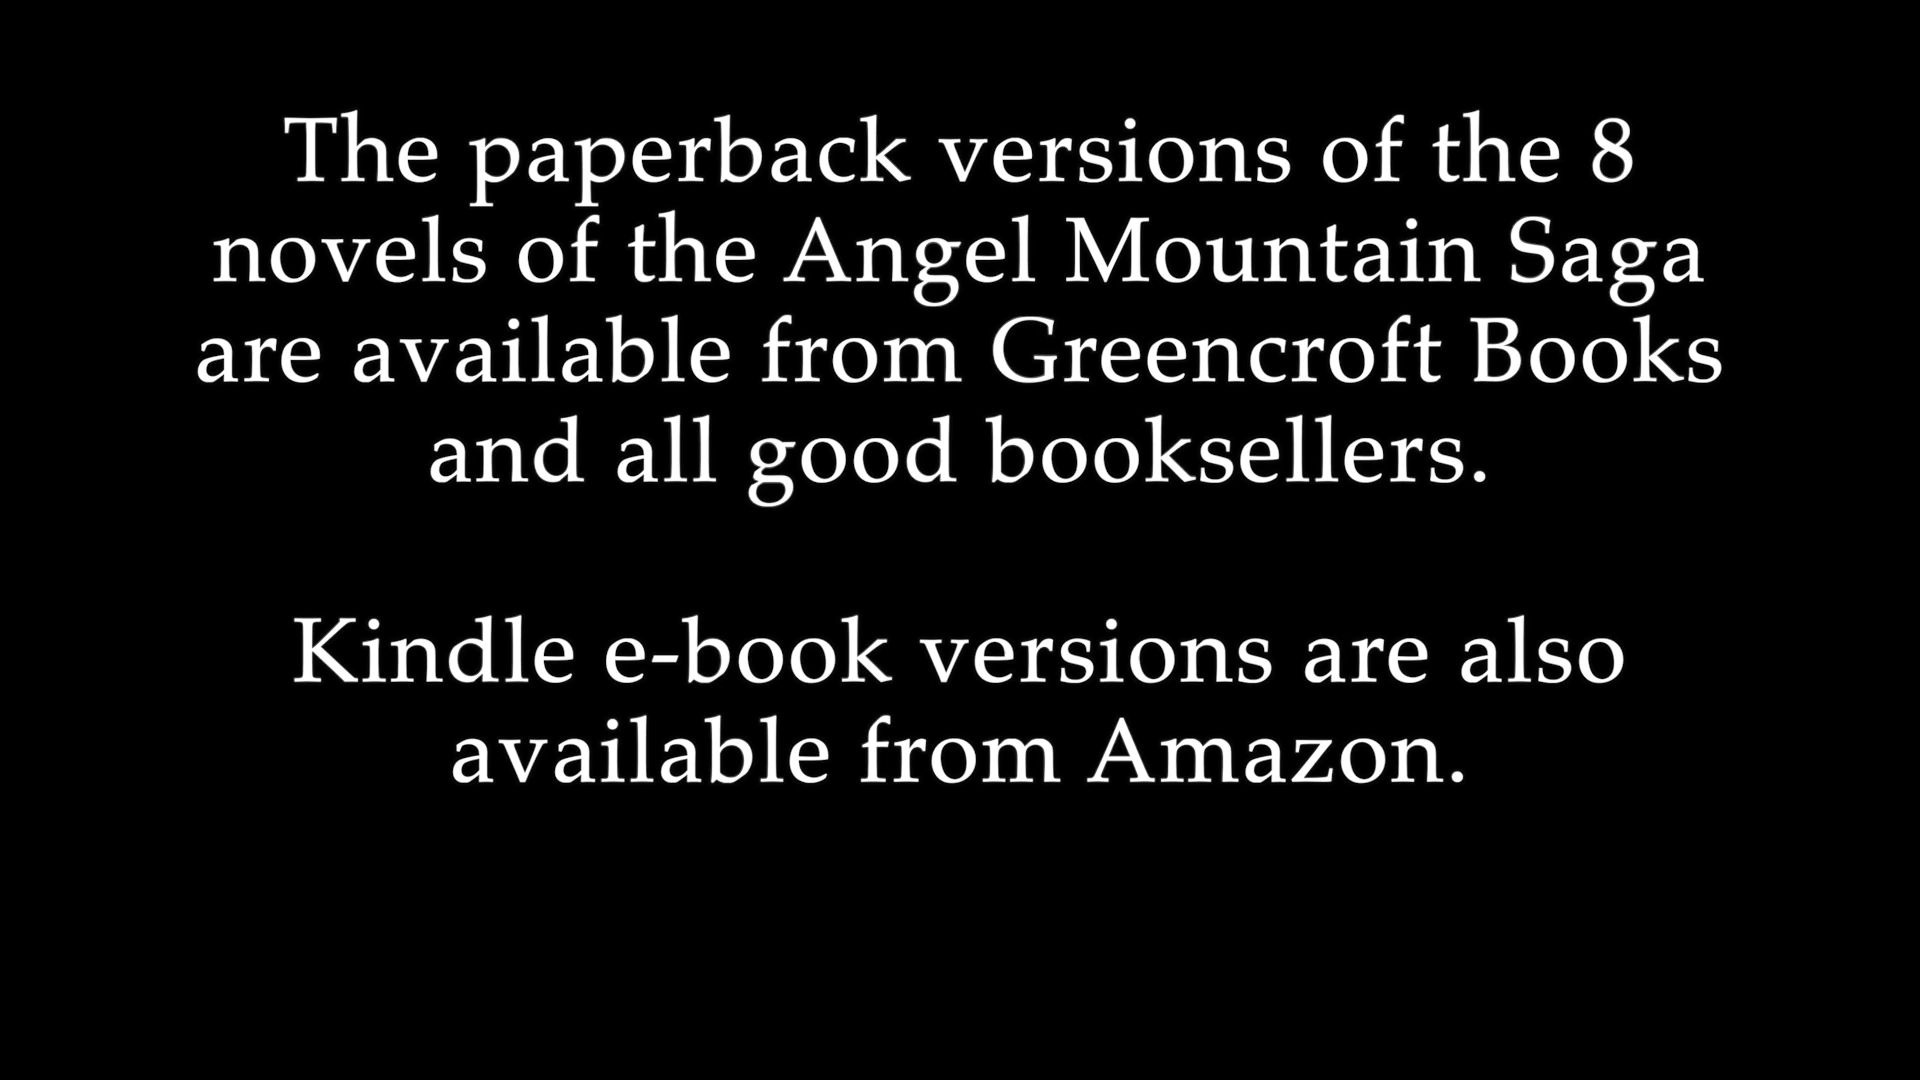 The paperback versions of the 8
novels of the Angel Mountain Saga
are available from Greencroft Books
and all good booksellers.
Kindle e-book versions are also
available from Amazon.